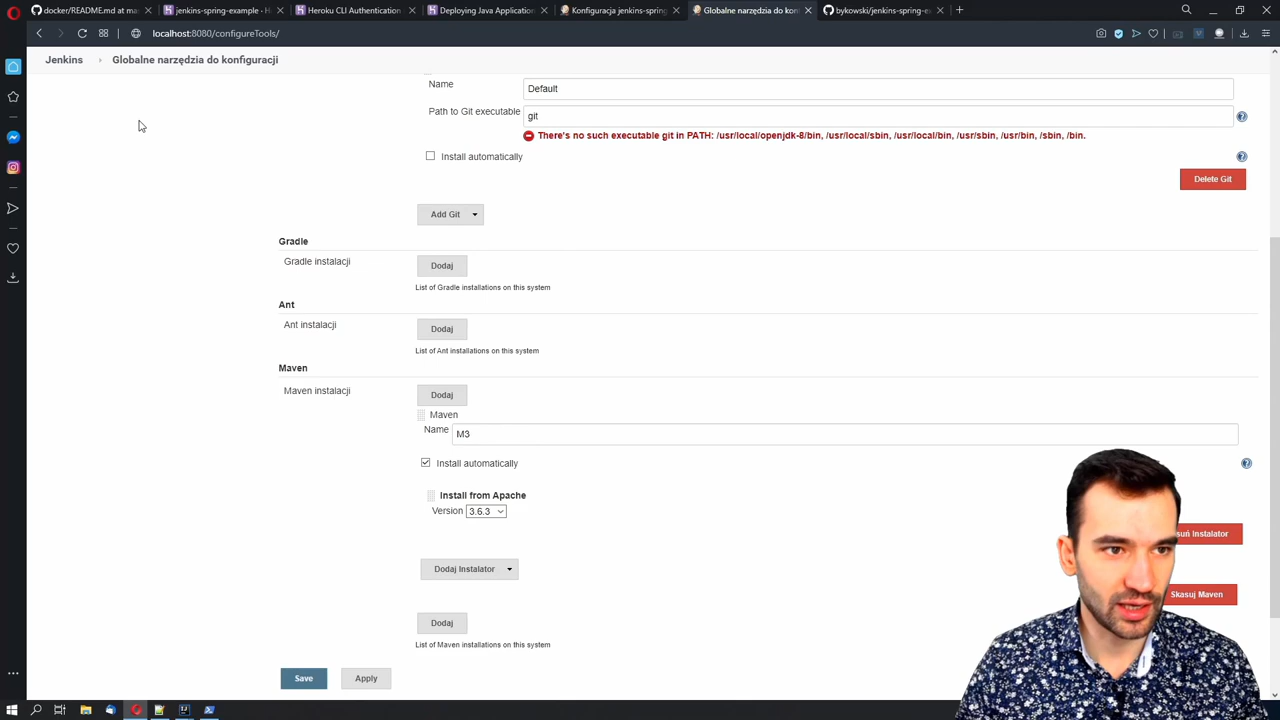 docker/README.md at mas
jenkins-spring-example · H
Heroku CLI Authentication
Deploying Java Application
Konfiguracja jenkins-spring
Globalne narzędzia do kon
bykowski/jenkins-spring-e
localhost:8080/configureTools/
Jenkins › Globalne narzędzia do konfiguracji
Name
Default
Path to Git executable
git
There's no such executable git in PATH: /usr/local/openjdk-8/bin, /usr/local/sbin, /usr/local/bin, /usr/sbin, /usr/bin, /sbin, /bin.
Install automatically
Delete Git
Add Git
Gradle
Gradle instalacji
Dodaj
List of Gradle installations on this system
Ant
Ant instalacji
Dodaj
List of Ant installations on this system
Maven
Maven instalacji
Dodaj
Maven
Name
M3
Install automatically
Install from Apache
Version 3.6.3
Instalator
Dodaj Instalator
Skasuj Maven
Dodaj
List of Maven installations on this system
Save
Apply